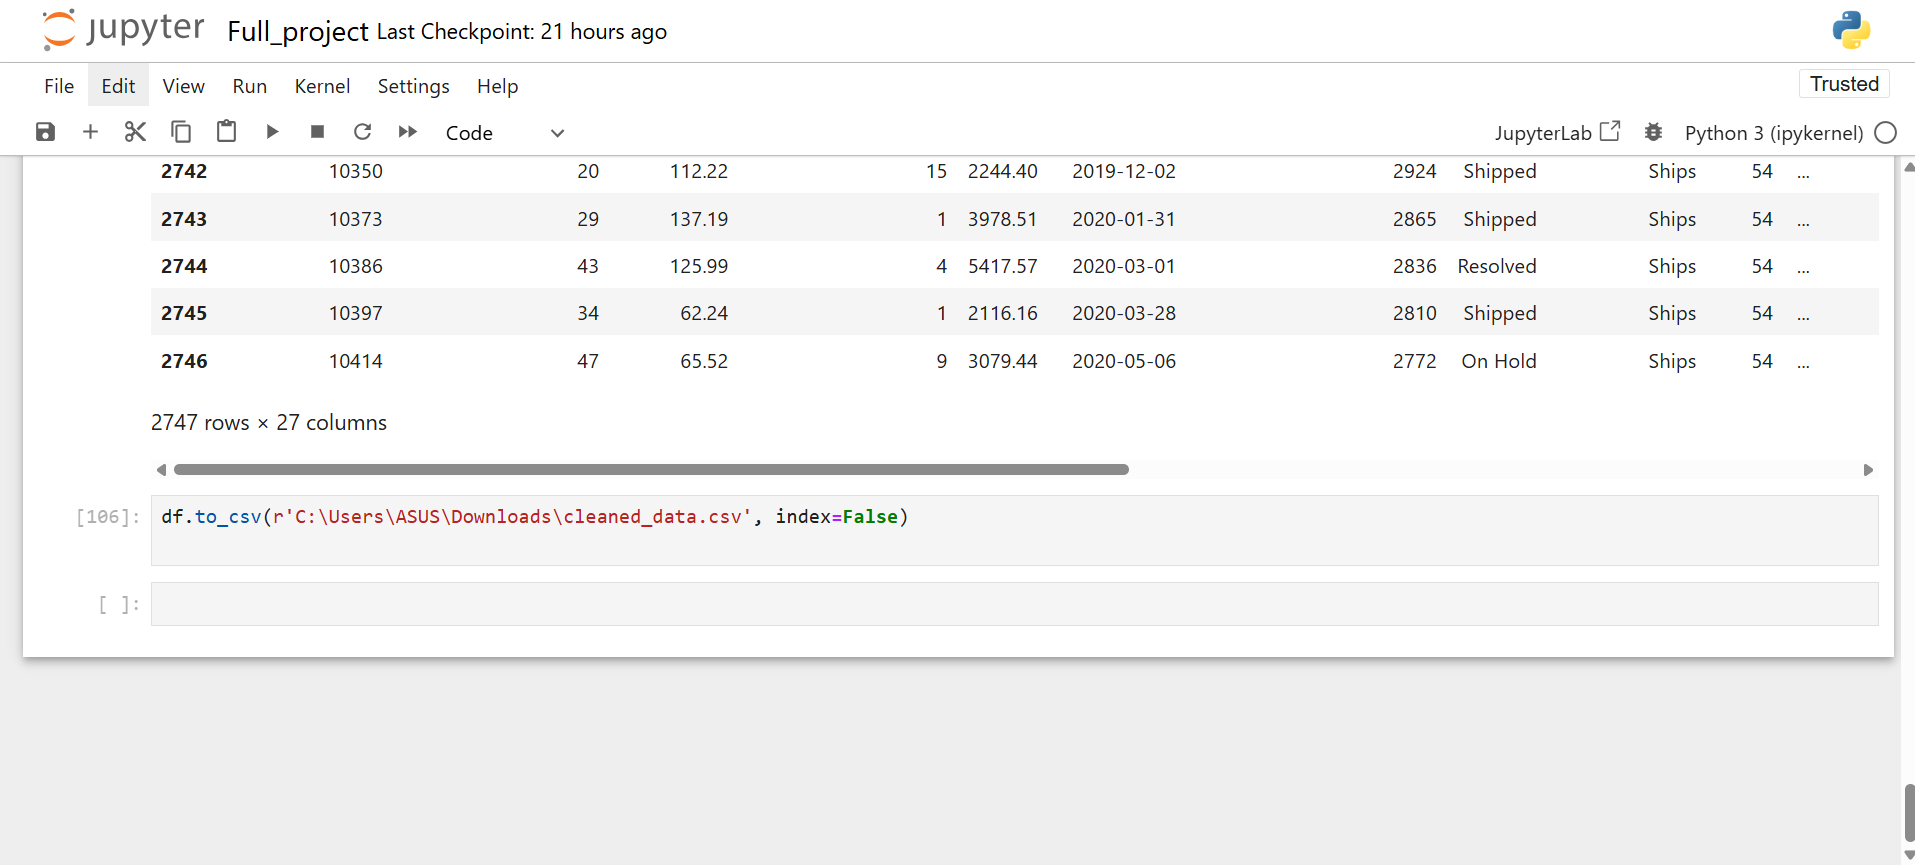 jupyter Full_project Last Checkpoint: 21 hours ago
File Edit View Run Kernel Settings Help Trusted
Code JupyterLab Python 3 (ipykernel)
2742 10350 20 112.22 15 2244.40 2019-12-02 2924 Shipped Ships 54 ...
2743 10373 29 137.19 1 3978.51 2020-01-31 2865 Shipped Ships 54 ...
2744 10386 43 125.99 4 5417.57 2020-03-01 2836 Resolved Ships 54 ...
2745 10397 34 62.24 1 2116.16 2020-03-28 2810 Shipped Ships 54 ...
2746 10414 47 65.52 9 3079.44 2020-05-06 2772 On Hold Ships 54 ...
2747 rows × 27 columns
[106]: df.to_csv(r'C:\Users\ASUS\Downloads\cleaned_data.csv', index=False)
[ ]: